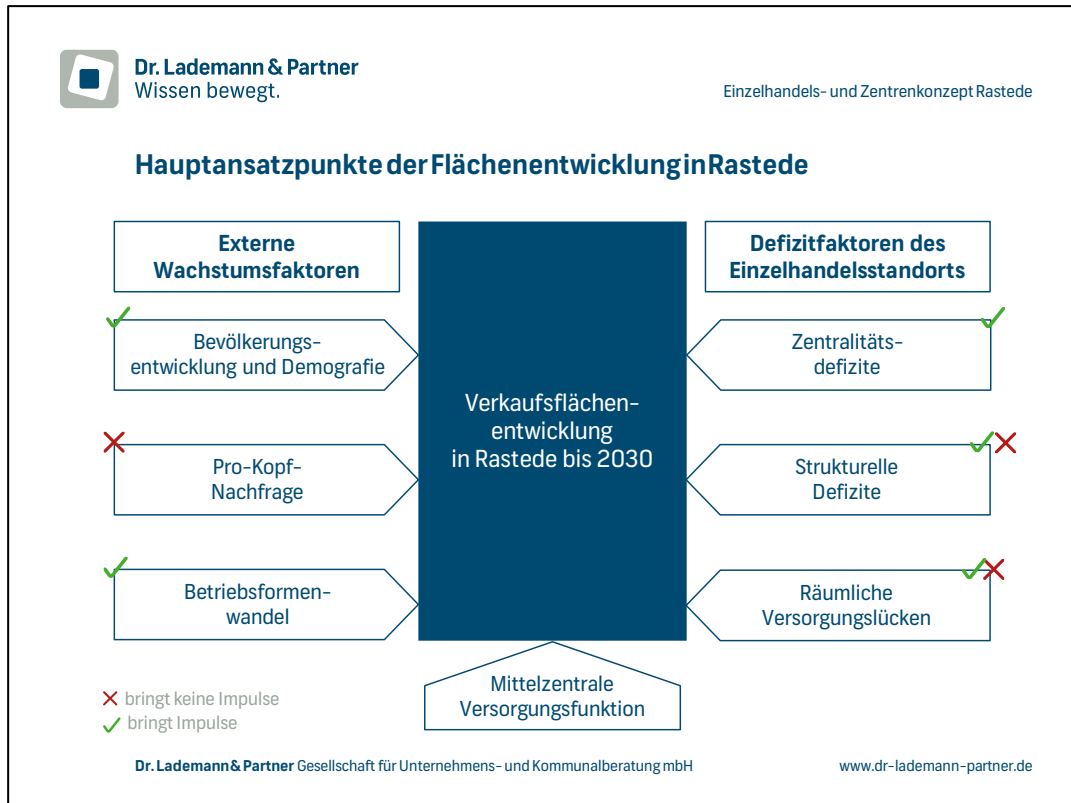 Dr. Lademann & Partner
Wissen bewegt.
Einzelhandels- und Zentrenkonzept Rastede
Hauptansatzpunkte der Flächenentwicklung in Rastede
Externe
Wachstumsfaktoren
Defizitfaktoren des
Einzelhandelsstandorts
Bevölkerungs-
entwicklung und Demografie
Zentralitäts-
defizite
Verkaufsflächen-
entwicklung
in Rastede bis 2030
Pro-Kopf-
Nachfrage
Strukturelle
Defizite
Betriebsformen-
wandel
Räumliche
Versorgungslücken
Mittelzentrale
Versorgungsfunktion
bringt keine Impulse
bringt Impulse
Dr. Lademann & Partner Gesellschaft für Unternehmens- und Kommunalberatung mbH
www.dr-lademann-partner.de